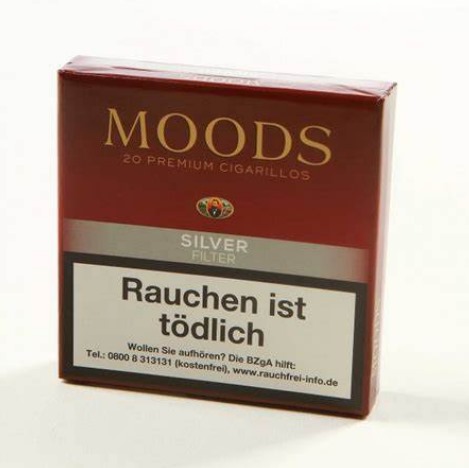 MOODS
20 PREMIUM CIGARILLOS
SILVER
FILTER
Rauchen ist
tödlich
Wollen Sie aufhören? Die BZgA hilft:
Tel.: 0800 8 313131 (kostenfrei), www.rauchfrei-info.de